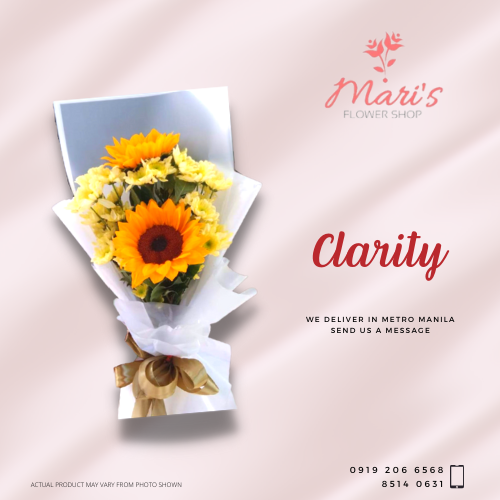 Mari's
FLOWER SHOP
Clarity
WE DELIVER IN METRO MANILA
SEND US A MESSAGE
0919 206 6568
8514 0631
ACTUAL PRODUCT MAY VARY FROM PHOTO SHOWN